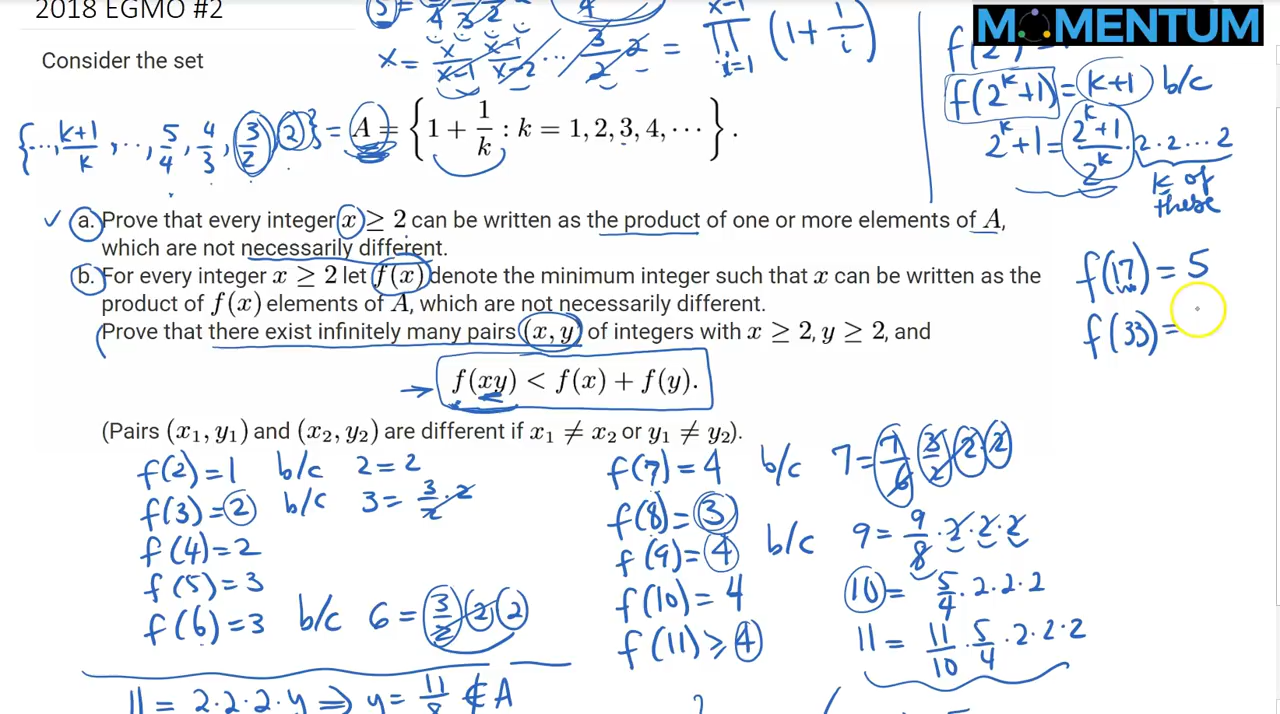 2018 EGMO #2
MOMENTUM
Consider the set
x = x/x-1 · x-1/x-2 ··· 3/2 · 2 = ∏ i=1 x-1 (1 + 1/i)
{..., k+1/k, ..., 5/4, 4/3, 3/2, 2} = A = {1 + 1/k : k = 1, 2, 3, 4, ···}.
f(2^k+1) = k+1 b/c
2^k+1 = 2^k+1/2^k · 2·2···2
k of these
a. Prove that every integer x ≥ 2 can be written as the product of one or more elements of A,
which are not necessarily different.
b. For every integer x ≥ 2 let f(x) denote the minimum integer such that x can be written as the
product of f(x) elements of A, which are not necessarily different.
Prove that there exist infinitely many pairs (x, y) of integers with x ≥ 2, y ≥ 2, and
f(xy) < f(x) + f(y).
(Pairs (x₁, y₁) and (x₂, y₂) are different if x₁ ≠ x₂ or y₁ ≠ y₂).
f(17) = 5
f(33) =
f(2) = 1 b/c 2 = 2
f(3) = 2 b/c 3 = 3/2 · 2
f(4) = 2
f(5) = 3
f(6) = 3 b/c 6 = (3/2)(2)(2)
f(7) = 4 b/c 7 = (7/6)(3/2)(2)(2)
f(8) = 3
f(9) = 4 b/c 9 = 9/8 · 2 · 2 · 2
f(10) = 4 10 = 5/4 · 2 · 2 · 2
f(11) ≥ 4 11 = 11/10 · 5/4 · 2 · 2 · 2
11 = 2·2·2·y ⇒ y = 11/8 ∉ A